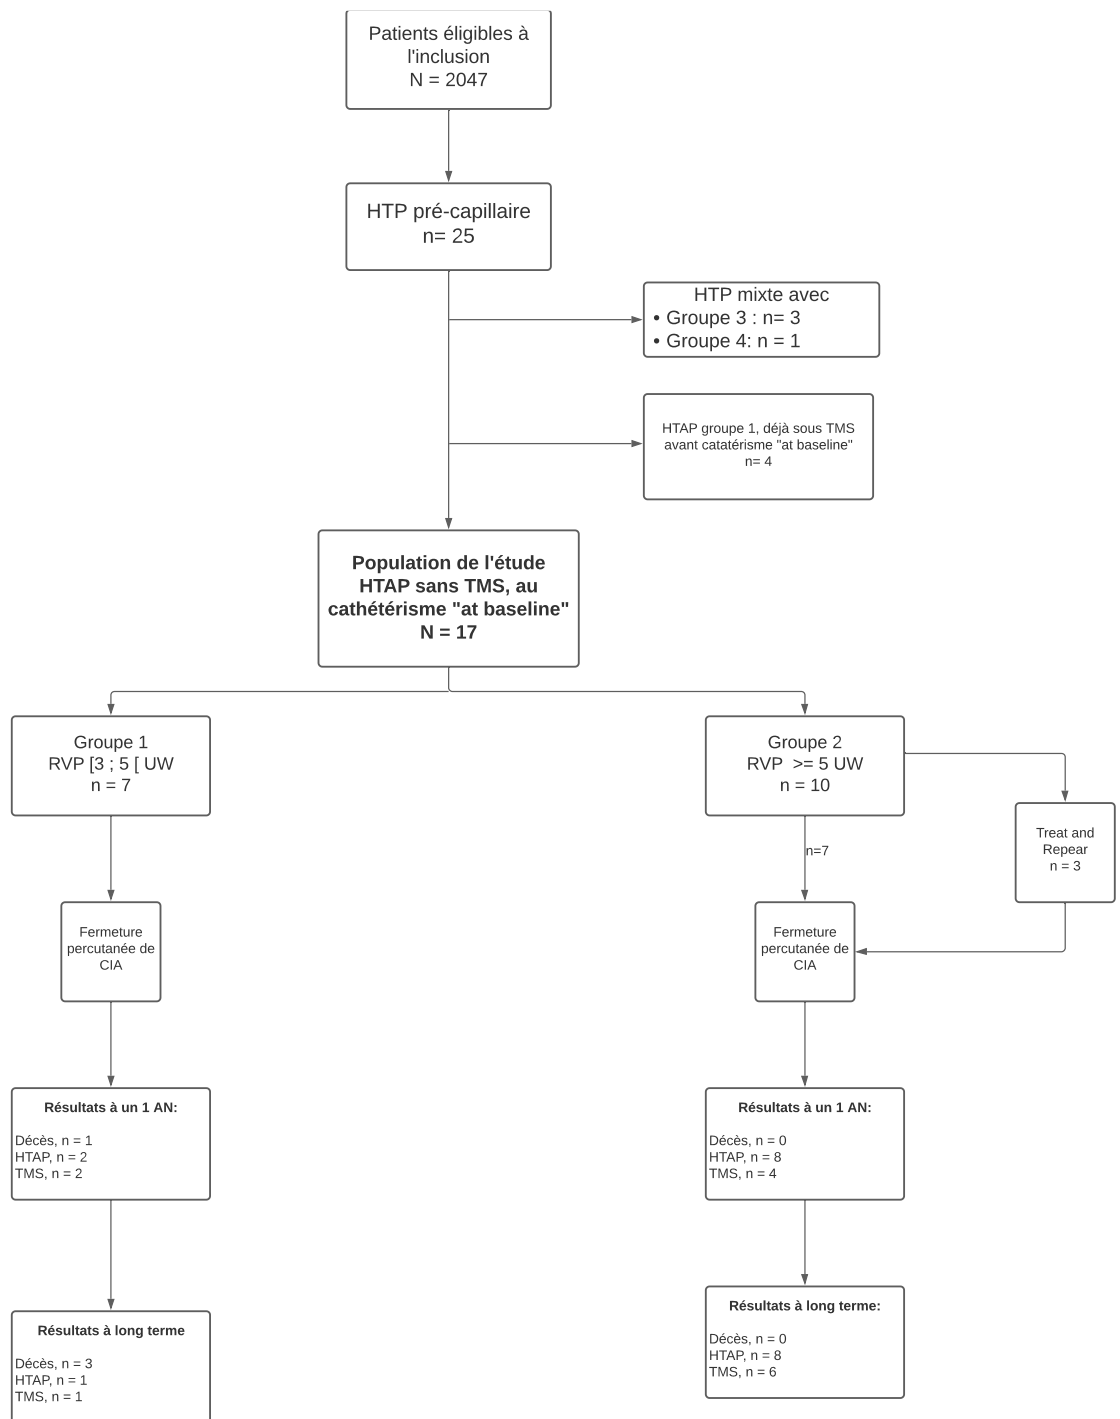 Patients éligibles à
l'inclusion
N = 2047
HTP pré-capillaire
n= 25
HTP mixte avec
• Groupe 3 : n= 3
• Groupe 4: n = 1
HTAP groupe 1, déjà sous TMS
avant catatérisme "at baseline"
n= 4
Population de l'étude
HTAP sans TMS, au
cathétérisme "at baseline"
N = 17
Groupe 1
RVP [3 ; 5 [ UW
n = 7
Groupe 2
RVP >= 5 UW
n = 10
Treat and
Repear
n = 3
n=7
Fermeture
percutanée de
CIA
Fermeture
percutanée de
CIA
Résultats à un 1 AN:
Décès, n = 1
HTAP, n = 2
TMS, n = 2
Résultats à un 1 AN:
Décès, n = 0
HTAP, n = 8
TMS, n = 4
Résultats à long terme
Décès, n = 3
HTAP, n = 1
TMS, n = 1
Résultats à long terme:
Décès, n = 0
HTAP, n = 8
TMS, n = 6